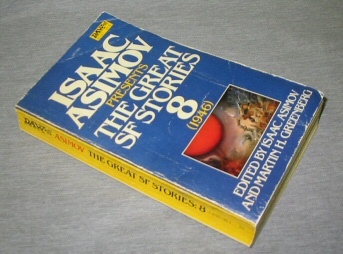 ISAAC
ASIMOV
PRESENTS
THE GREAT
SF STORIES
8
(1946)
EDITED BY ISAAC ASIMOV
AND MARTIN H. GREENBERG
ASIMOV THE GREAT SF STORIES: 8